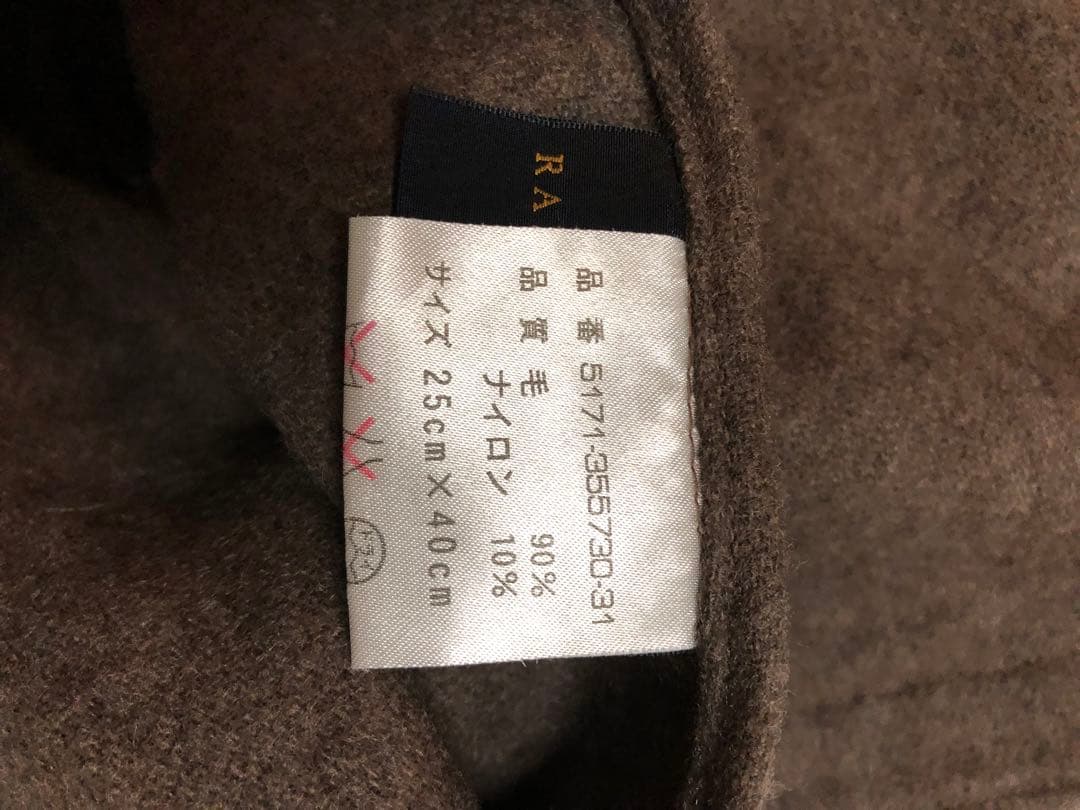 RA
品番 5171-355730-31
品質 毛 90%
ナイロン 10%
サイズ 25cm×40cm